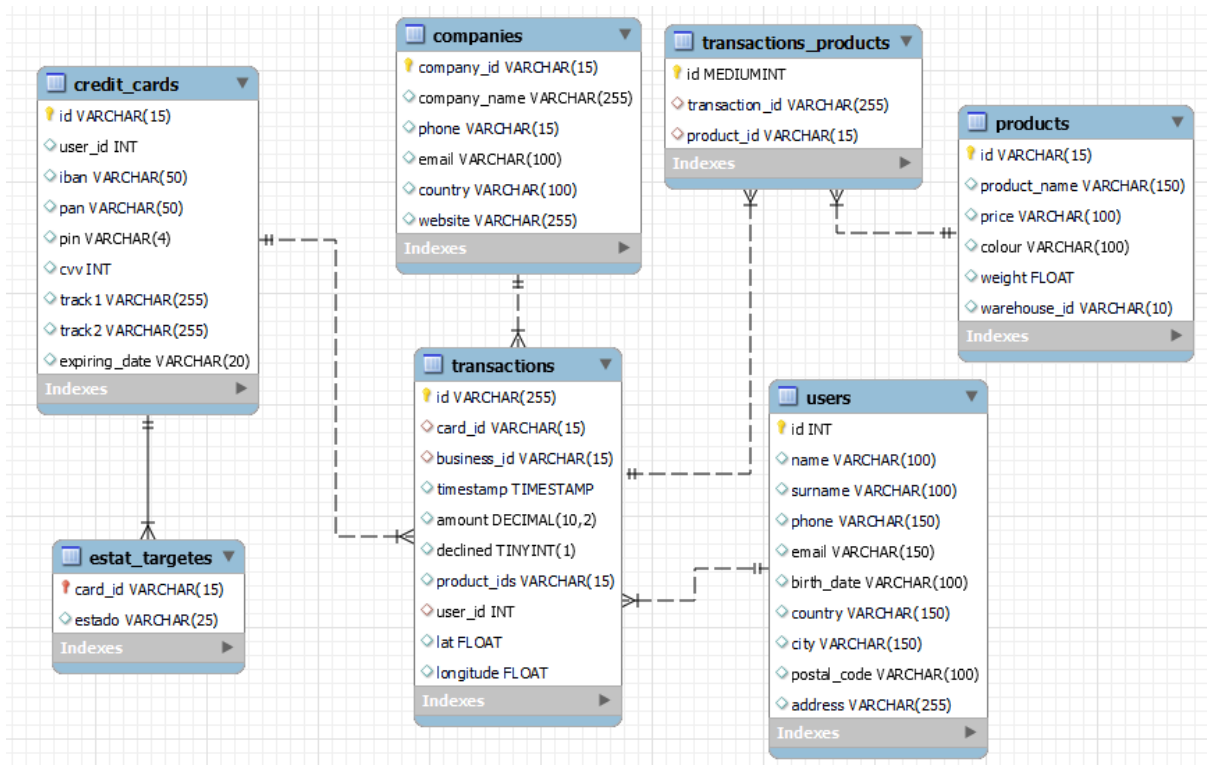 credit_cards
id VARCHAR(15)
user_id INT
iban VARCHAR(50)
pan VARCHAR(50)
pin VARCHAR(4)
cvv INT
track1 VARCHAR(255)
track2 VARCHAR(255)
expiring_date VARCHAR(20)
Indexes
companies
company_id VARCHAR(15)
company_name VARCHAR(255)
phone VARCHAR(15)
email VARCHAR(100)
country VARCHAR(100)
website VARCHAR(255)
Indexes
transactions_products
id MEDIUMINT
transaction_id VARCHAR(255)
product_id VARCHAR(15)
Indexes
products
id VARCHAR(15)
product_name VARCHAR(150)
price VARCHAR(100)
colour VARCHAR(100)
weight FLOAT
warehouse_id VARCHAR(10)
Indexes
estat_targetes
card_id VARCHAR(15)
estado VARCHAR(25)
Indexes
transactions
id VARCHAR(255)
card_id VARCHAR(15)
business_id VARCHAR(15)
timestamp TIMESTAMP
amount DECIMAL(10,2)
declined TINYINT(1)
product_ids VARCHAR(15)
user_id INT
lat FLOAT
longitude FLOAT
Indexes
users
id INT
name VARCHAR(100)
surname VARCHAR(100)
phone VARCHAR(150)
email VARCHAR(150)
birth_date VARCHAR(100)
country VARCHAR(150)
city VARCHAR(150)
postal_code VARCHAR(100)
address VARCHAR(255)
Indexes